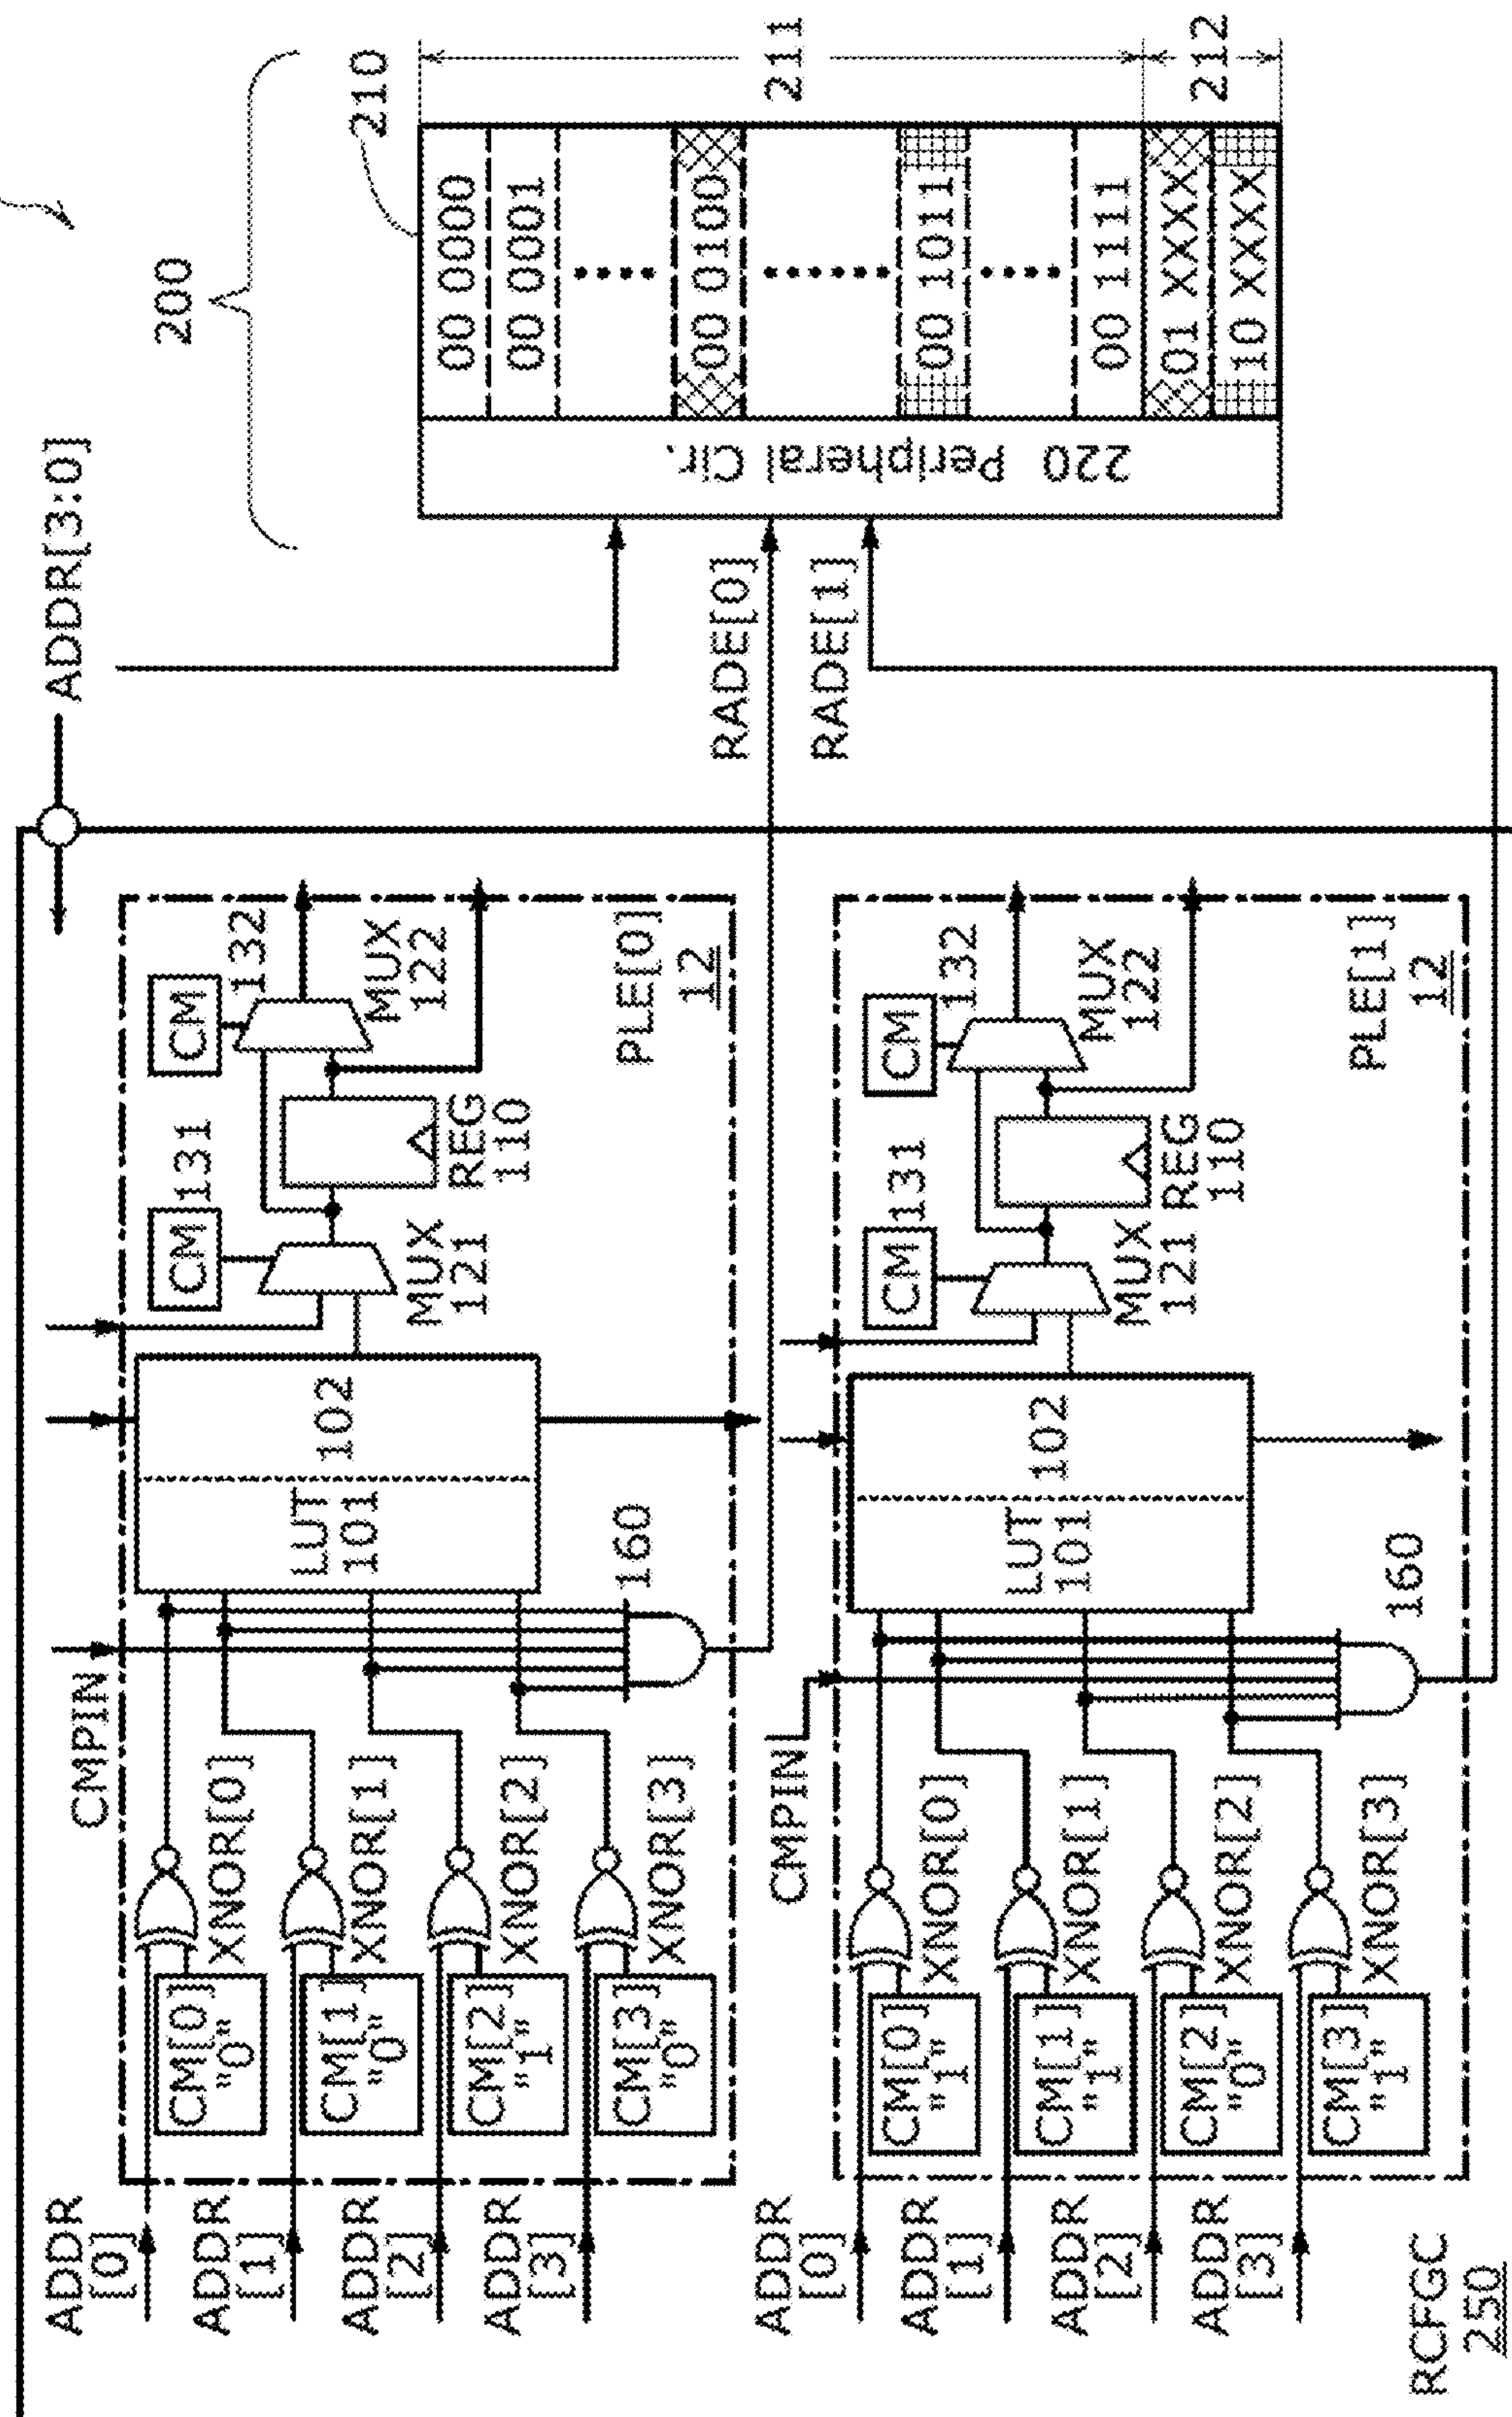 200
ADDR[3:0]
210
00 0000
00 0001
00 0100
00 1011
00 1111
01 XXXX
10 XXXX
211
212
220 Peripheral Cir.
RADE[0]
RADE[1]
CMPIN
ADDR
[0]
ADDR
[1]
ADDR
[2]
ADDR
[3]
CM[0]
"0"
CM[1]
"0"
CM[2]
"1"
CM[3]
"0"
XNOR[0]
XNOR[1]
XNOR[2]
XNOR[3]
160
LUT
101
102
CM
131
MUX
121
REG
110
CM
132
MUX
122
PLE[0]
12
CMPIN
ADDR
[0]
ADDR
[1]
ADDR
[2]
ADDR
[3]
CM[0]
"1"
CM[1]
"1"
CM[2]
"0"
CM[3]
"1"
XNOR[0]
XNOR[1]
XNOR[2]
XNOR[3]
160
LUT
101
102
CM
131
MUX
121
REG
110
CM
132
MUX
122
PLE[1]
12
RCFGC
250